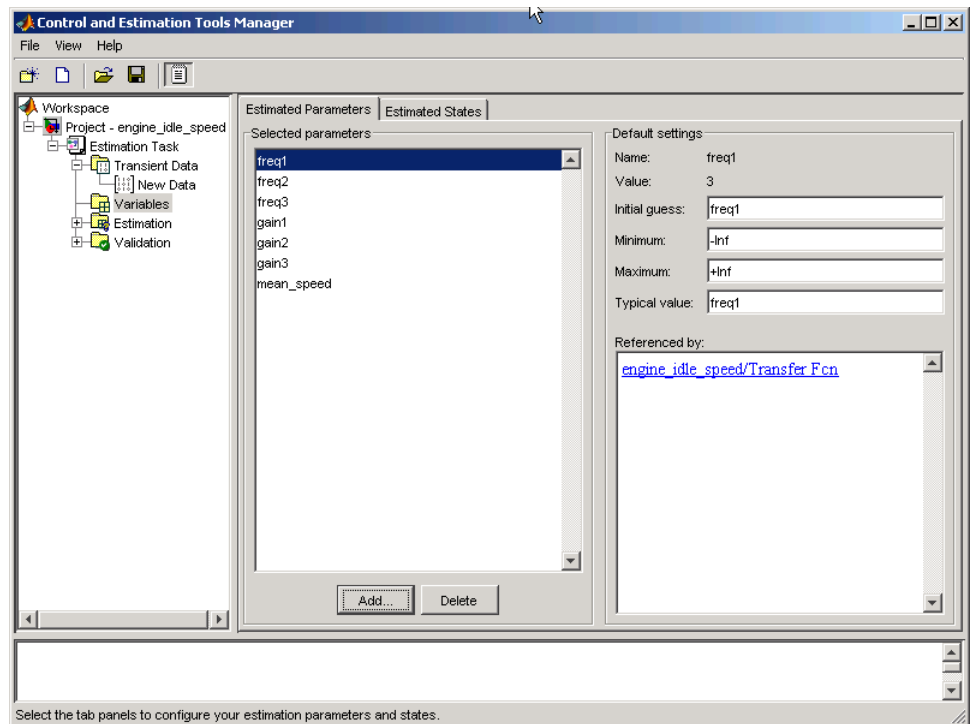 Control and Estimation Tools Manager
File View Help
Workspace
Project - engine_idle_speed
Estimation Task
Transient Data
New Data
Variables
Estimation
Validation
Estimated Parameters
Estimated States
Selected parameters
freq1
freq2
freq3
gain1
gain2
gain3
mean_speed
Add...
Delete
Default settings
Name: freq1
Value: 3
Initial guess: freq1
Minimum: -Inf
Maximum: +Inf
Typical value: freq1
Referenced by:
engine_idle_speed/Transfer Fcn
Select the tab panels to configure your estimation parameters and states.